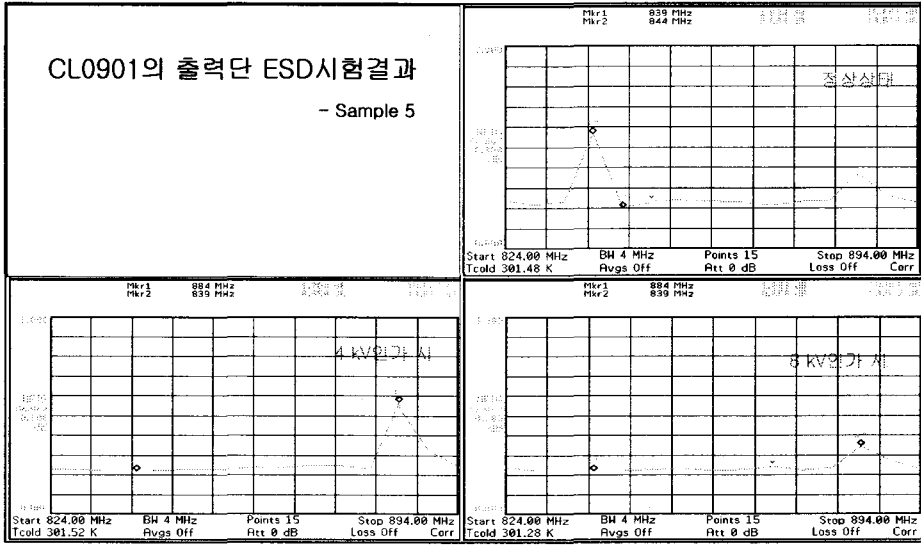 CL0901의 출력단 ESD시험결과
- Sample 5
Mkr1 839 MHz
Mkr2 844 MHz
정상상태
Start 824.00 MHz BW 4 MHz Points 15 Stop 894.00 MHz
Tcold 301.48 K Avgs Off Att 0 dB Loss Off Corr
Mkr1 884 MHz
Mkr2 839 MHz
4 kV인가 시
Start 824.00 MHz BW 4 MHz Points 15 Stop 894.00 MHz
Tcold 301.52 K Avgs Off Att 0 dB Loss Off Corr
Mkr1 884 MHz
Mkr2 839 MHz
8 kV인가 시
Start 824.00 MHz BW 4 MHz Points 15 Stop 894.00 MHz
Tcold 301.28 K Avgs Off Att 0 dB Loss Off Corr